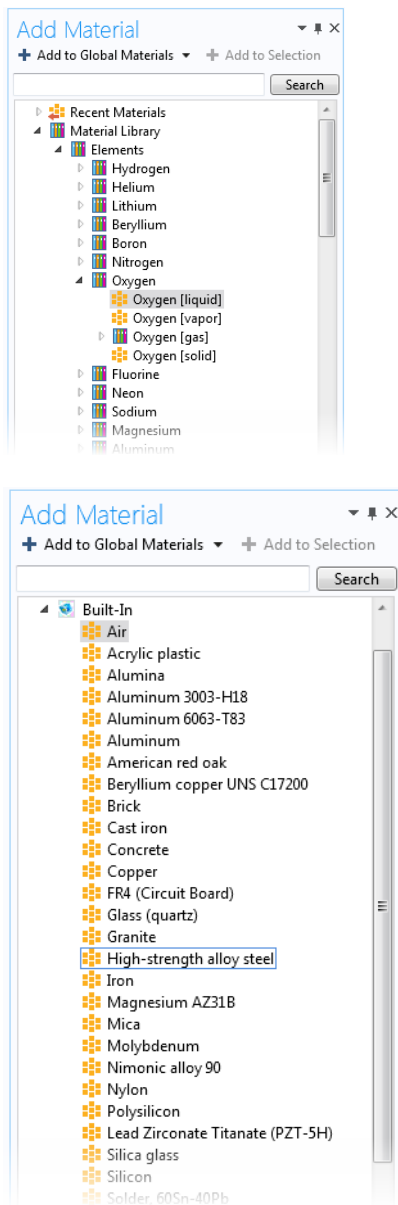 Add Material
Add to Global Materials Add to Selection
Search
Recent Materials
Material Library
Elements
Hydrogen
Helium
Lithium
Beryllium
Boron
Nitrogen
Oxygen
Oxygen [liquid]
Oxygen [vapor]
Oxygen [gas]
Oxygen [solid]
Fluorine
Neon
Sodium
Magnesium
Aluminum
Add Material
Add to Global Materials Add to Selection
Search
Built-In
Air
Acrylic plastic
Alumina
Aluminum 3003-H18
Aluminum 6063-T83
Aluminum
American red oak
Beryllium copper UNS C17200
Brick
Cast iron
Concrete
Copper
FR4 (Circuit Board)
Glass (quartz)
Granite
High-strength alloy steel
Iron
Magnesium AZ31B
Mica
Molybdenum
Nimonic alloy 90
Nylon
Polysilicon
Lead Zirconate Titanate (PZT-5H)
Silica glass
Silicon
Solder, 60Sn-40Pb